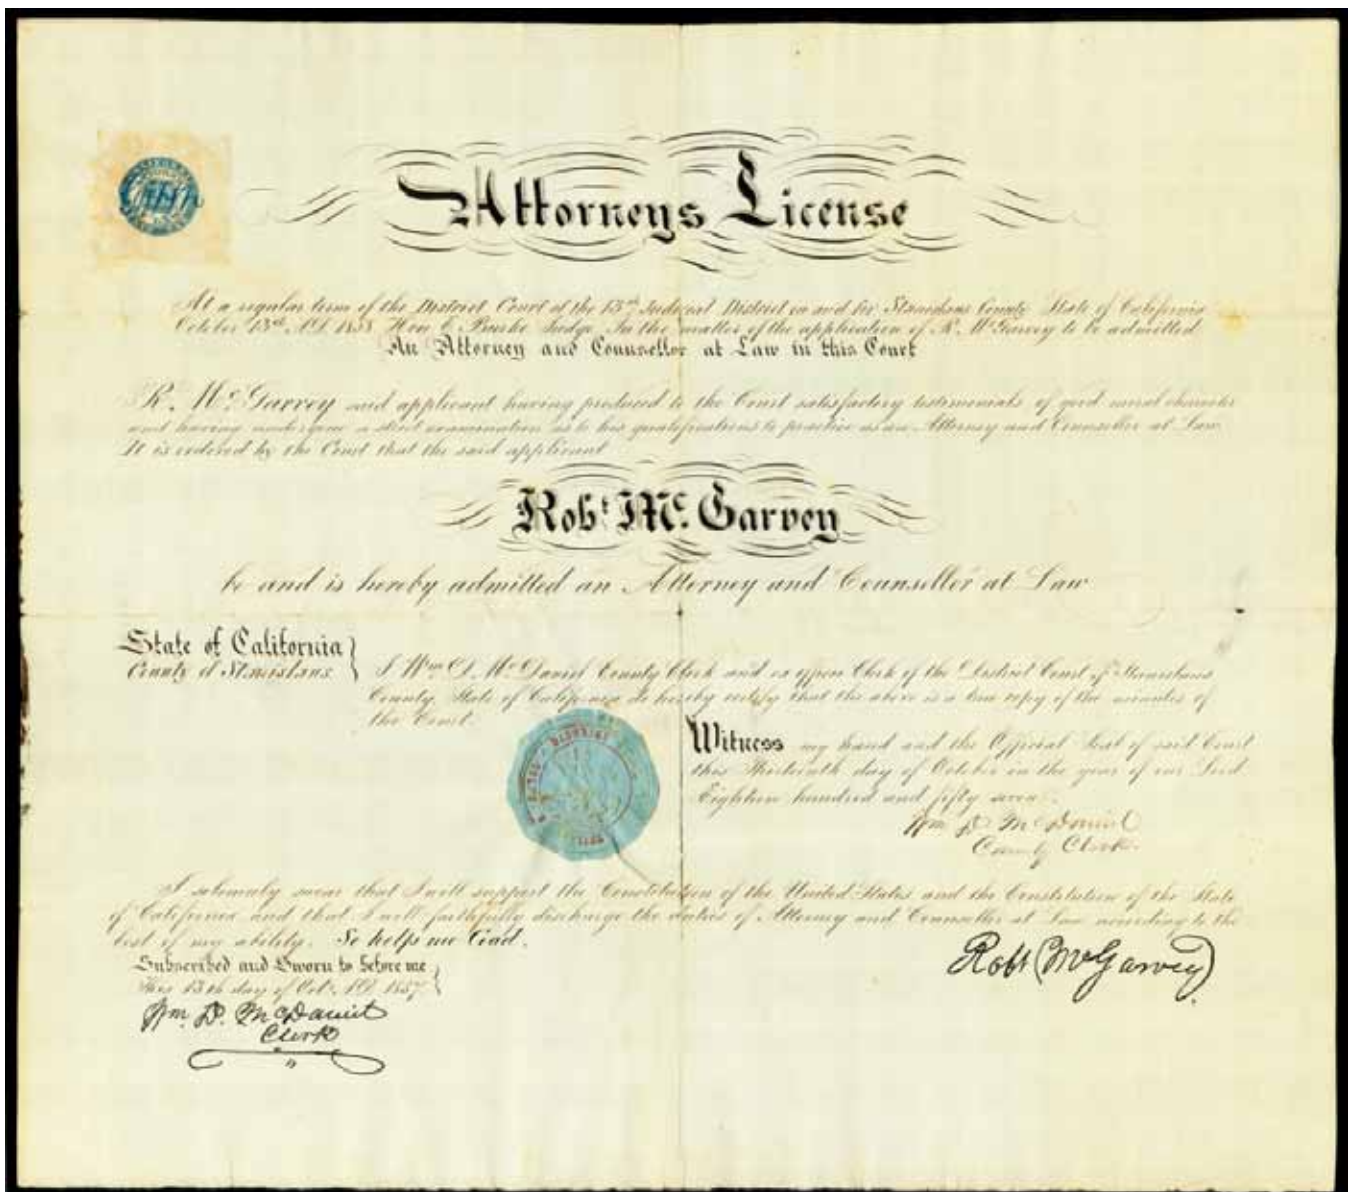 Attorneys License
At a regular term of the District Court of the 13th Judicial District in and for Stanislaus County State of California
October 13th A.D. 1857 Hon E. Burke Judge. In the matter of the application of R. McGarvey to be admitted
An Attorney and Counsellor at Law in this Court
R. McGarvey said applicant having produced to the Court satisfactory testimonials of good moral character
and having undergone a strict examination as to his qualifications to practice as an Attorney and Counsellor at Law
It is ordered by the Court that the said applicant
Robt. McGarvey
be and is hereby admitted an Attorney and Counsellor at Law
State of California
County of Stanislaus
I Wm D. McDaniel County Clerk and ex officio Clerk of the District Court of Stanislaus
County, State of California do hereby certify that the above is a true copy of the minutes of
the Court.
DISTRICT
Witness my hand and the Official Seal of said Court
this thirteenth day of October in the year of our Lord
Eighteen hundred and fifty seven.
Wm D. McDaniel
County Clerk
I solemnly swear that I will support the Constitution of the United States and the Constitution of the State
of California and that I will faithfully discharge the duties of Attorney and Counsellor at Law according to the
best of my ability. So helps me God.
Subscribed and Sworn to before me
this 13th day of Oct. A.D. 1857
Robt McGarvey
Wm. D. McDaniel
Clerk